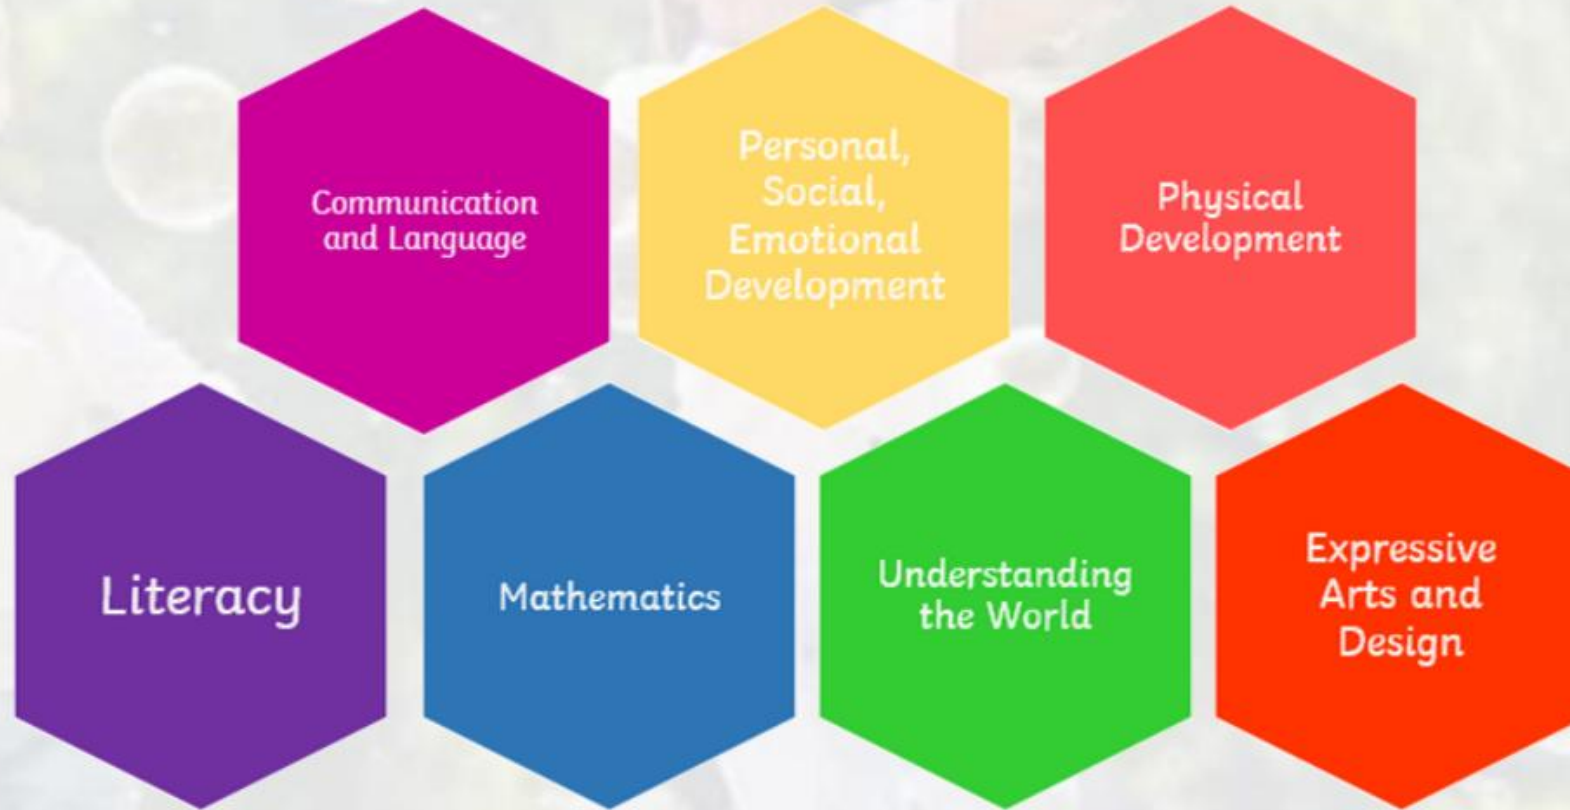 Communication
and Language
Personal,
Social,
Emotional
Development
Physical
Development
Literacy
Mathematics
Understanding
the World
Expressive
Arts and
Design